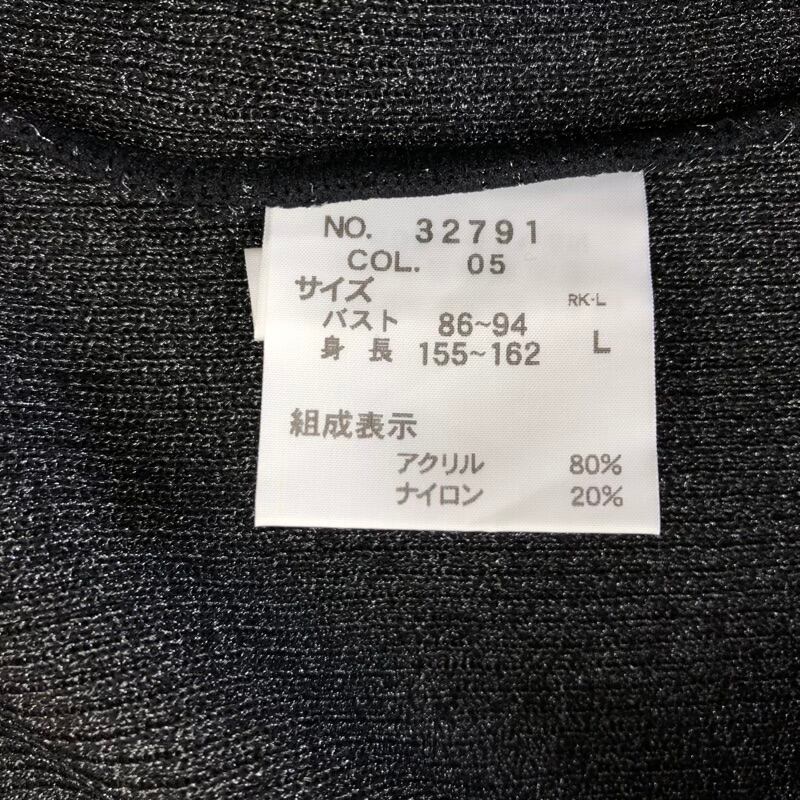 NO. 32791
COL. 05
サイズ
RK-L
バスト 86~94
身長 155~162 L
組成表示
アクリル 80%
ナイロン 20%